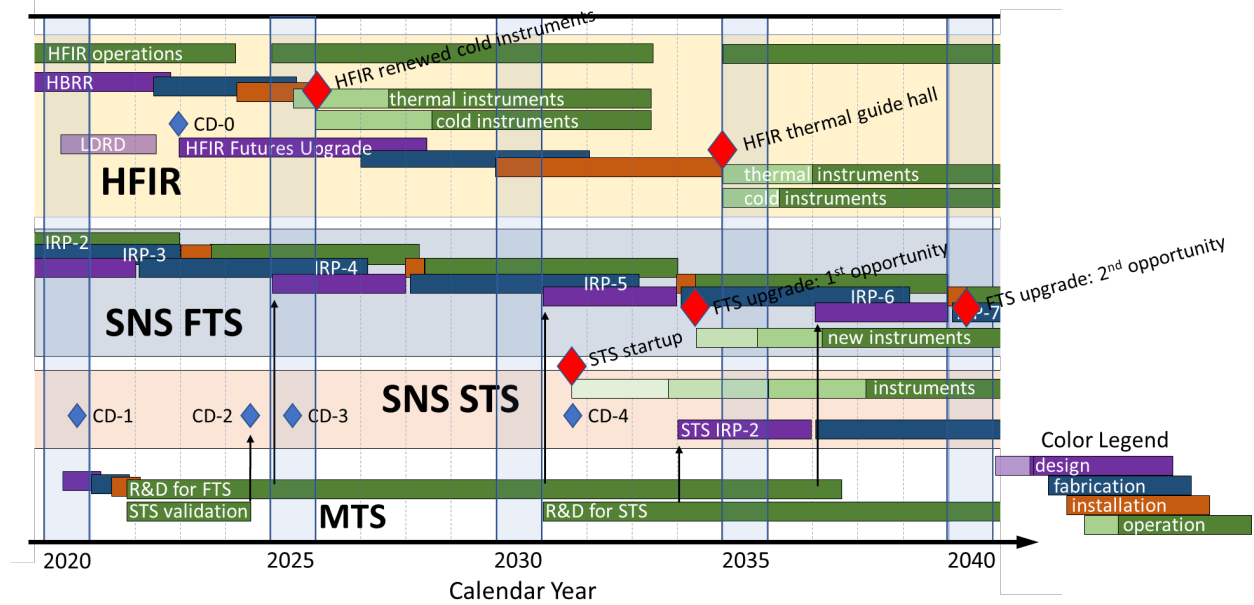 HFIR operations
HFIR renewed cold instruments
HBRR
thermal instruments
cold instruments
CD-0
HFIR thermal guide hall
LDRD
HFIR Futures Upgrade
HFIR
thermal instruments
cold instruments
IRP-2
IRP-3
IRP-4
IRP-5
IRP-6
IRP-7
FTS upgrade: 1st opportunity
FTS upgrade: 2nd opportunity
SNS FTS
new instruments
STS startup
SNS STS
instruments
CD-1
CD-2
CD-3
CD-4
STS IRP-2
R&D for FTS
STS validation
MTS
R&D for STS
Color Legend
design
fabrication
installation
operation
2020
2025
2030
2035
2040
Calendar Year